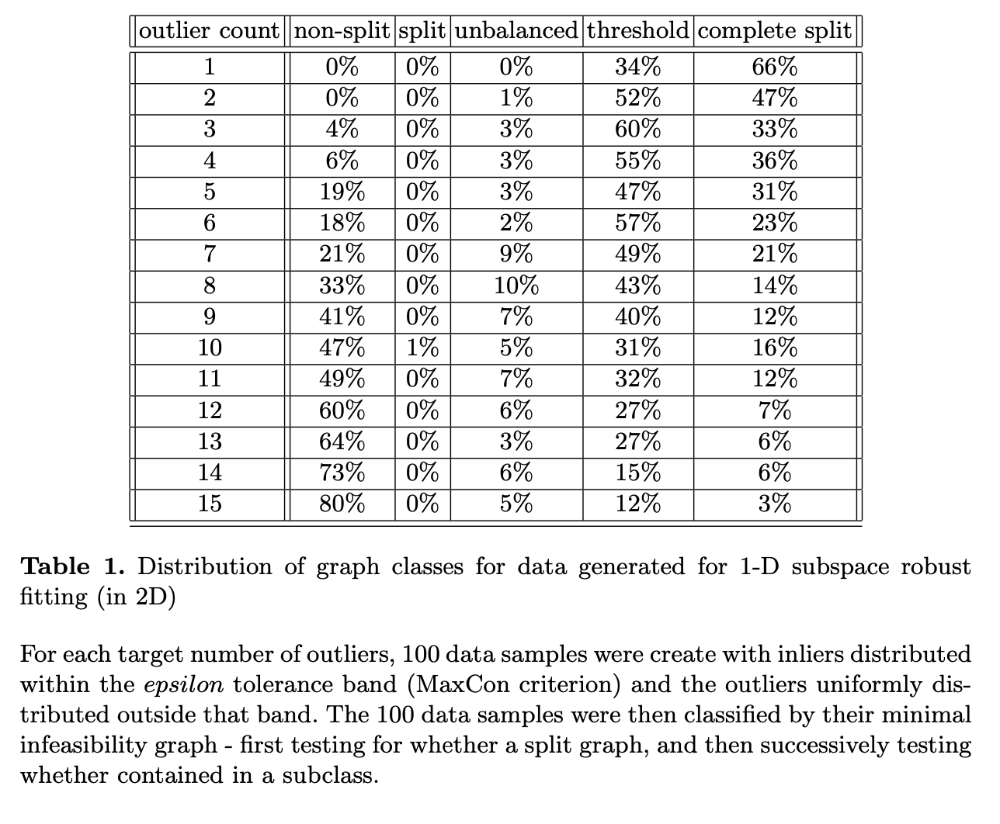 outlier count non-split split unbalanced threshold complete split
1 0% 0% 0% 34% 66%
2 0% 0% 1% 52% 47%
3 4% 0% 3% 60% 33%
4 6% 0% 3% 55% 36%
5 19% 0% 3% 47% 31%
6 18% 0% 2% 57% 23%
7 21% 0% 9% 49% 21%
8 33% 0% 10% 43% 14%
9 41% 0% 7% 40% 12%
10 47% 1% 5% 31% 16%
11 49% 0% 7% 32% 12%
12 60% 0% 6% 27% 7%
13 64% 0% 3% 27% 6%
14 73% 0% 6% 15% 6%
15 80% 0% 5% 12% 3%
Table 1. Distribution of graph classes for data generated for 1-D subspace robust
fitting (in 2D)
For each target number of outliers, 100 data samples were create with inliers distributed
within the epsilon tolerance band (MaxCon criterion) and the outliers uniformly dis-
tributed outside that band. The 100 data samples were then classified by their minimal
infeasibility graph - first testing for whether a split graph, and then successively testing
whether contained in a subclass.